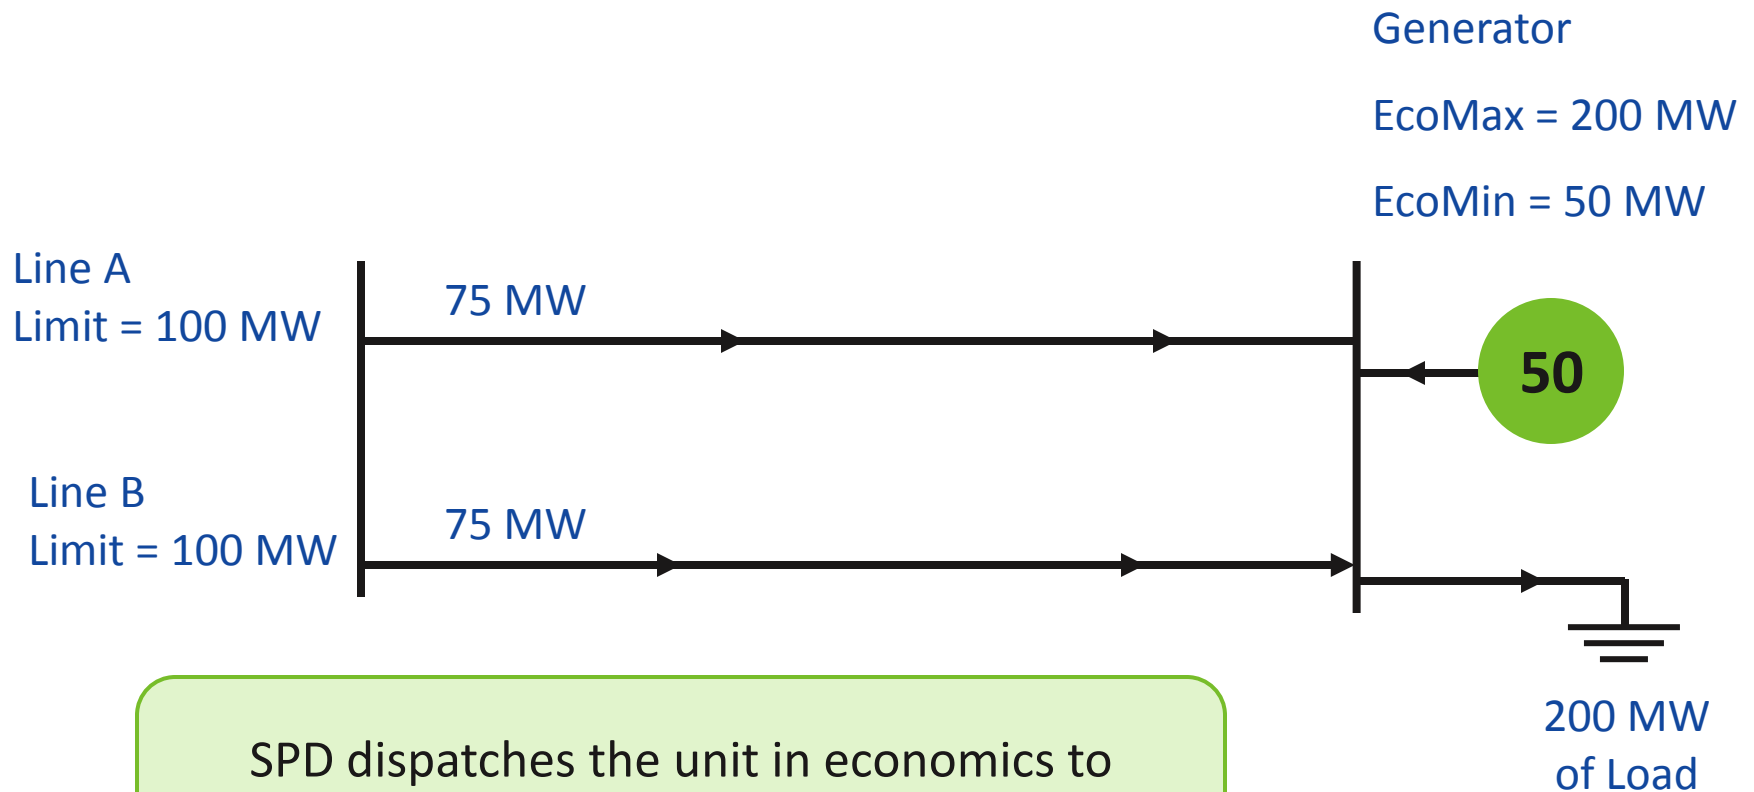 Generator
EcoMax = 200 MW
EcoMin = 50 MW
Line A
Limit = 100 MW
75 MW
50
Line B
Limit = 100 MW
75 MW
200 MW
of Load
SPD dispatches the unit in economics to